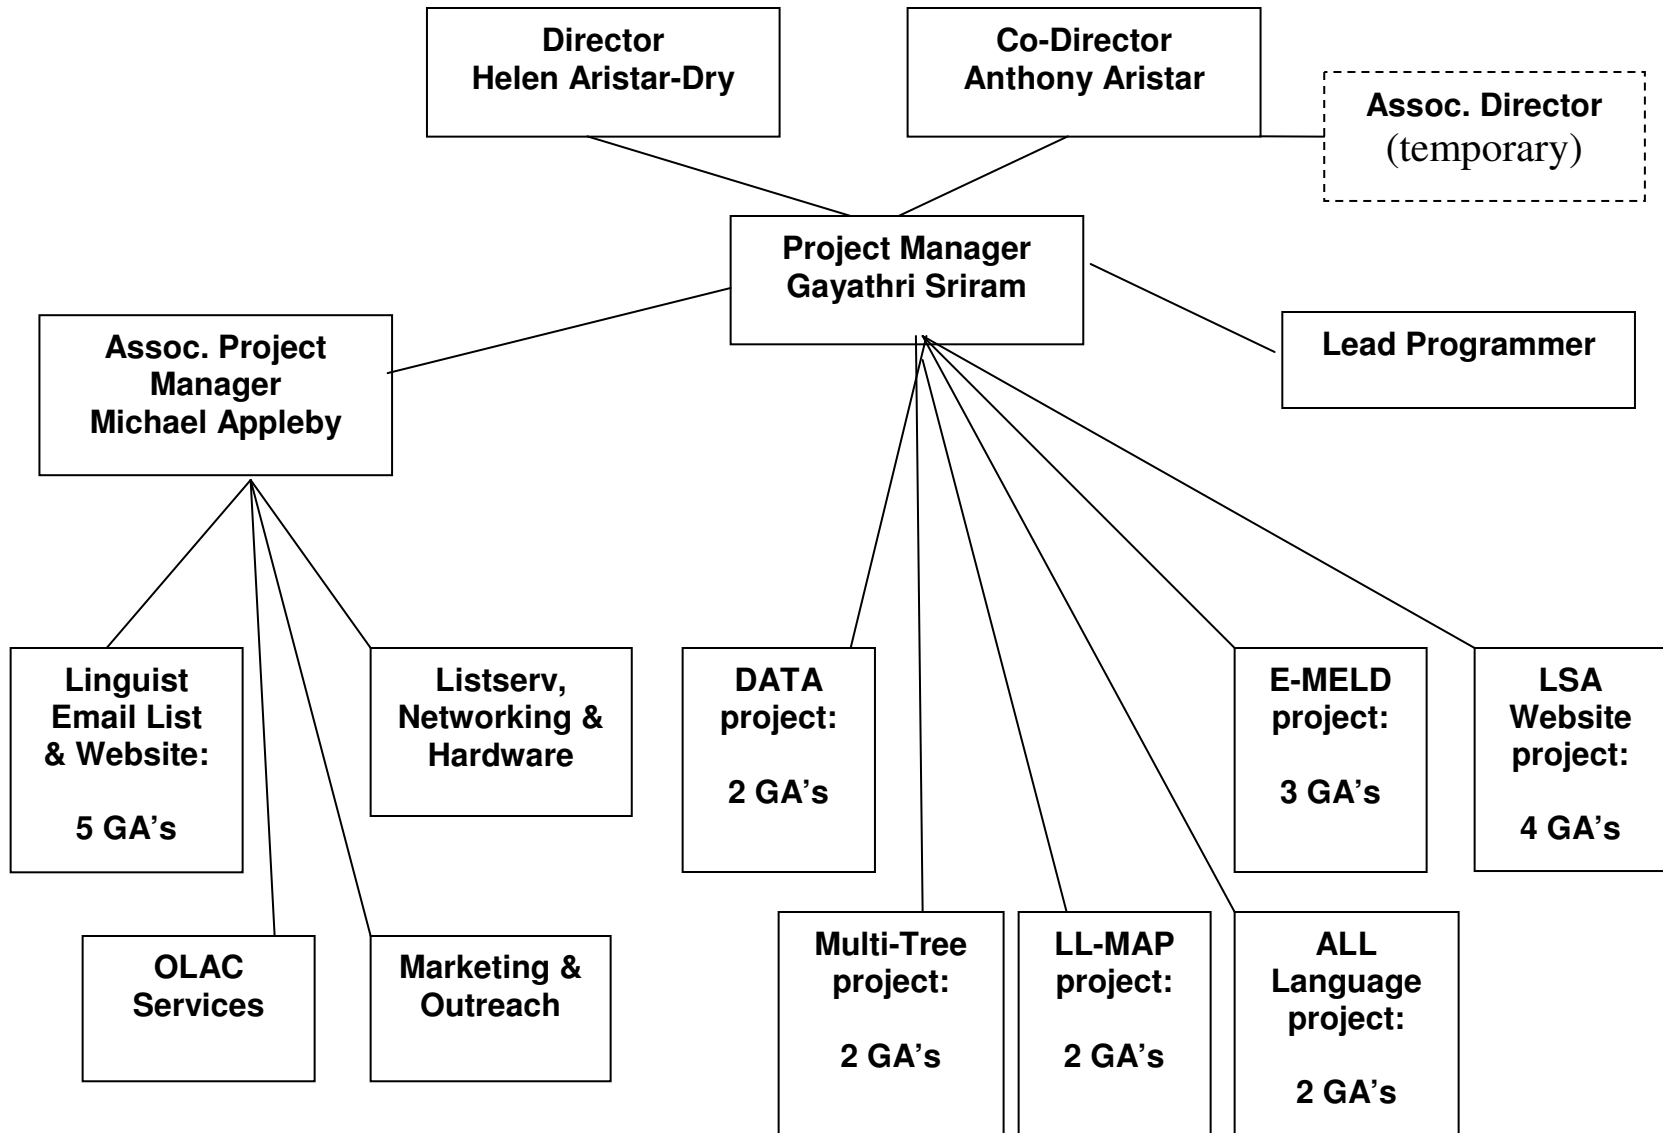 Director
Helen Aristar-Dry
Co-Director
Anthony Aristar
Assoc. Director
(temporary)
Project Manager
Gayathri Sriram
Assoc. Project
Manager
Michael Appleby
Lead Programmer
Linguist
Email List
& Website:
5 GA’s
Listserv,
Networking &
Hardware
DATA
project:
2 GA’s
E-MELD
project:
3 GA’s
LSA
Website
project:
4 GA’s
OLAC
Services
Marketing &
Outreach
Multi-Tree
project:
2 GA’s
LL-MAP
project:
2 GA’s
ALL
Language
project:
2 GA’s